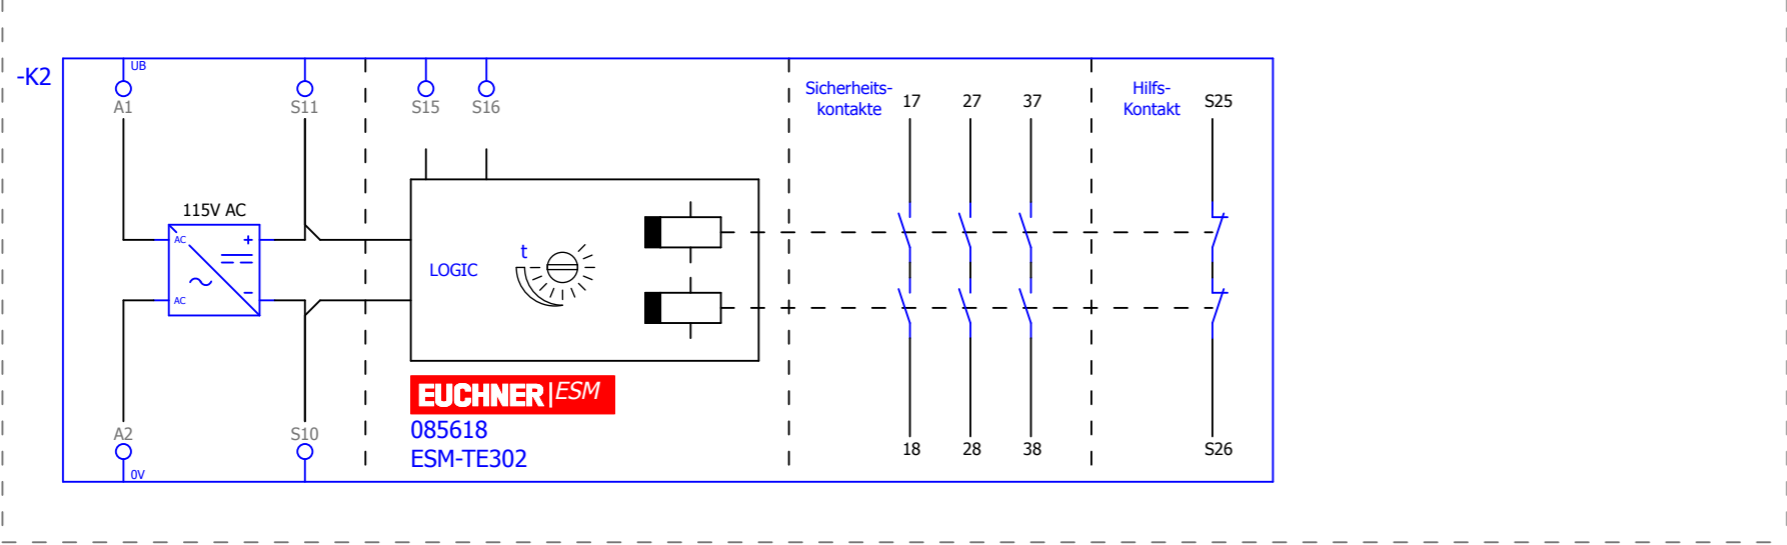 -K2
UB
A1
S11
S15
S16
Sicherheits-
kontakte
17
27
37
Hilfs-
Kontakt
S25
115V AC
AC
+
AC
-
LOGIC
t
EUCHNER|ESM
085618
ESM-TE302
A2
0V
S10
18
28
38
S26